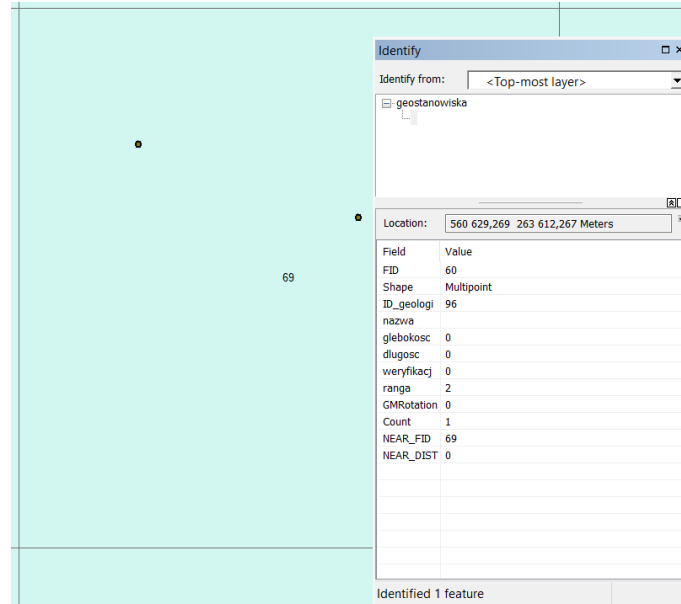 Identify
Identify from: <Top-most layer>
geostanowiska
69
Location: 560 629,269 263 612,267 Meters
Field Value
FID 60
Shape Multipoint
ID_geologi 96
nazwa
glebokosc 0
dlugosc 0
weryfikacj 0
ranga 2
GMRotation 0
Count 1
NEAR_FID 69
NEAR_DIST 0
Identified 1 feature